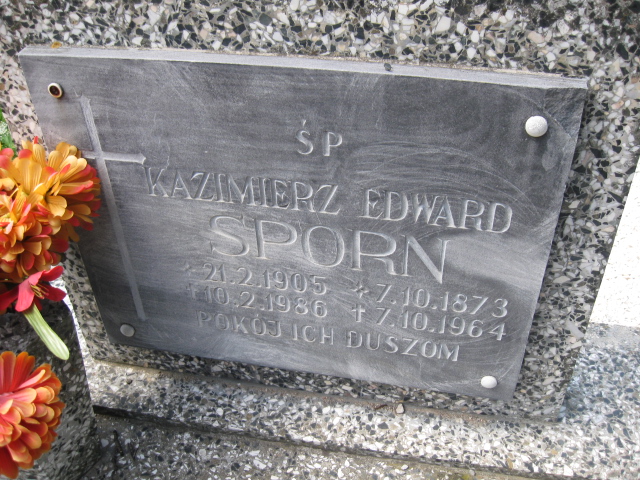 ŚP
KAZIMIERZ EDWARD
SPORN
* 21.2.1905 * 7.10.1873
† 10.2.1986 † 7.10.1964
POKÓJ ICH DUSZOM